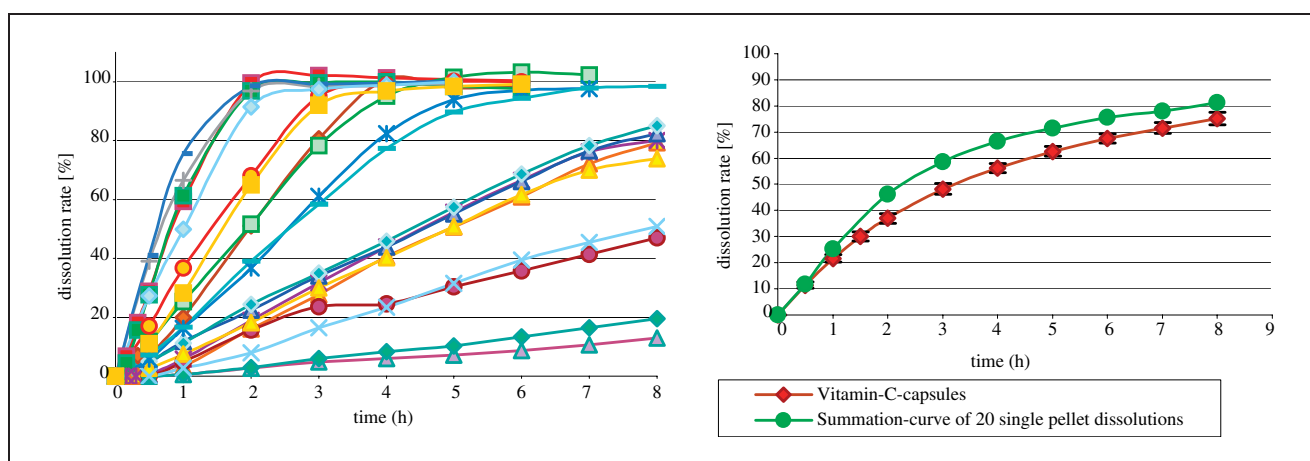 dissolution rate [%]
100
80
60
40
20
0
0 1 2 3 4 5 6 7 8
time (h)
dissolution rate [%]
100
90
80
70
60
50
40
30
20
10
0
0 1 2 3 4 5 6 7 8 9
time (h)
Vitamin-C-capsules
Summation-curve of 20 single pellet dissolutions